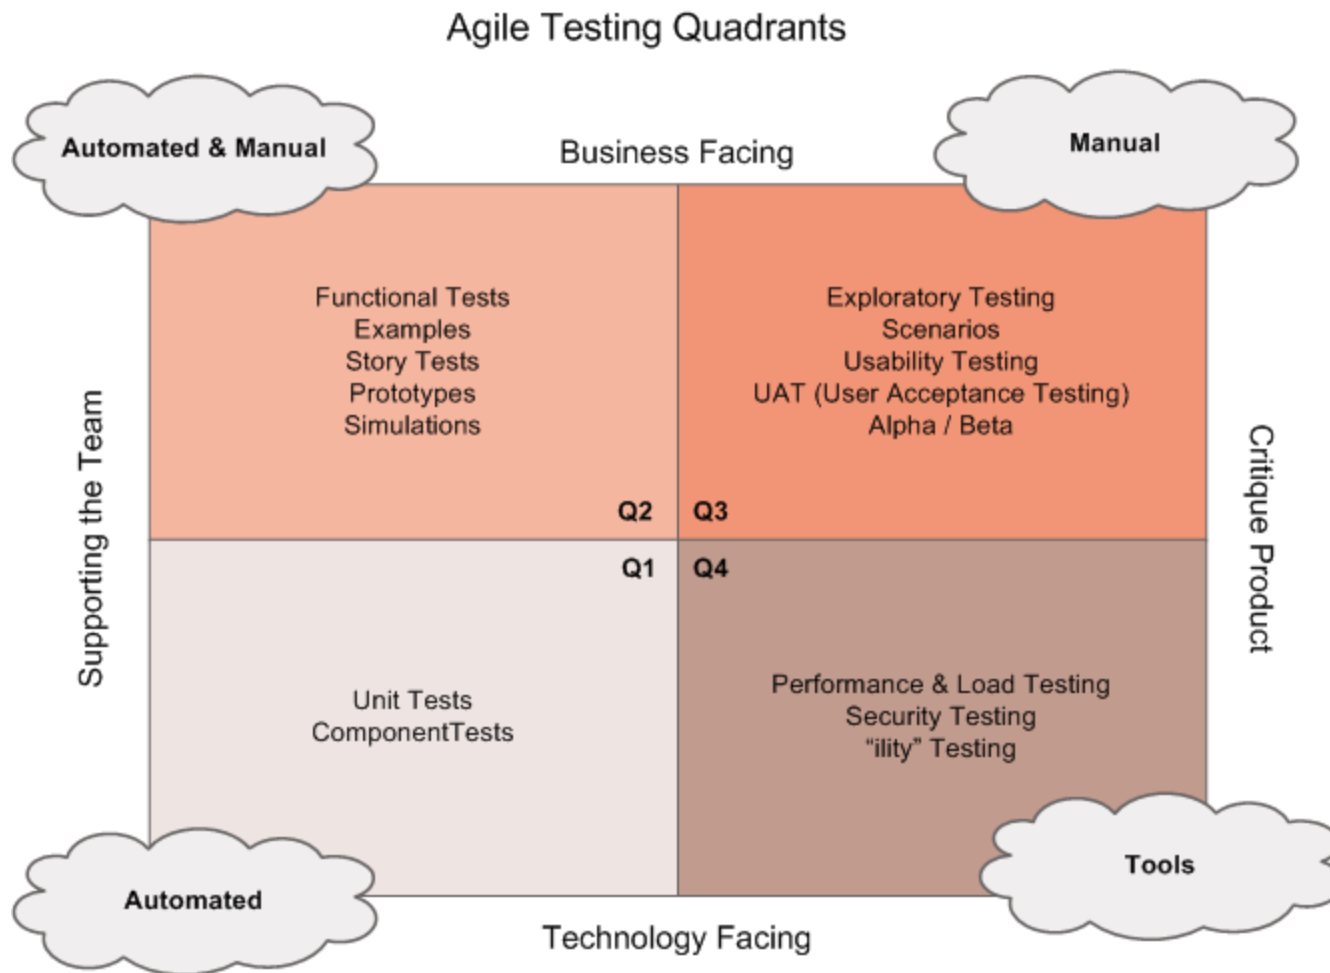 Agile Testing Quadrants
Automated & Manual
Business Facing
Manual
Functional Tests
Examples
Story Tests
Prototypes
Simulations
Q2
Exploratory Testing
Scenarios
Usability Testing
UAT (User Acceptance Testing)
Alpha / Beta
Q3
Supporting the Team
Critique Product
Q1
Unit Tests
ComponentTests
Q4
Performance & Load Testing
Security Testing
“ility” Testing
Automated
Technology Facing
Tools